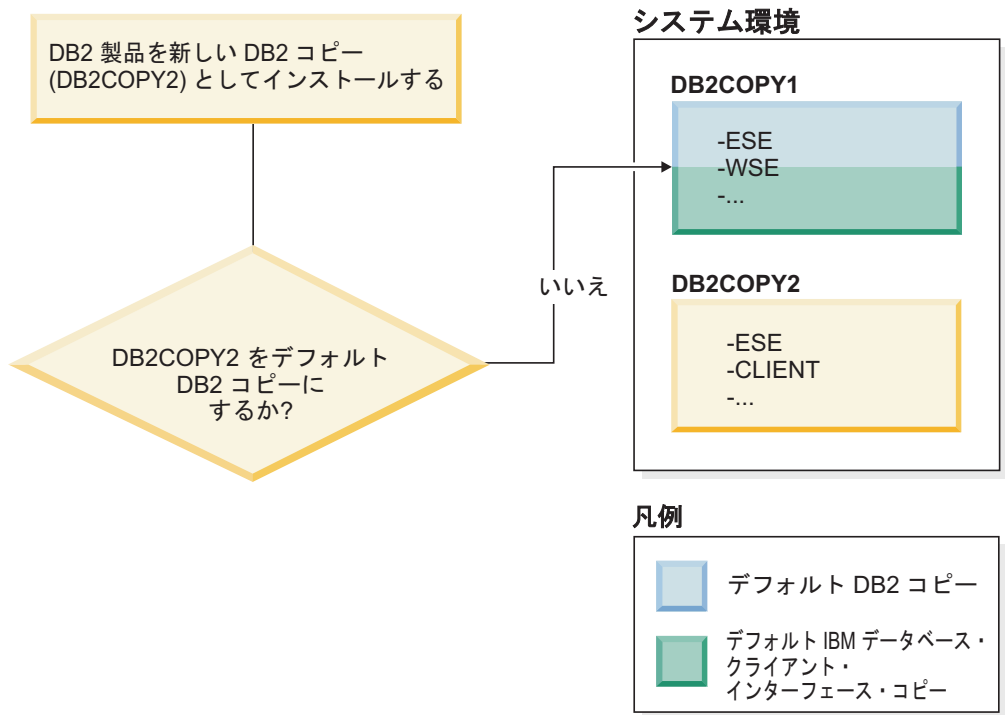 DB2 製品を新しい DB2 コピー
(DB2COPY2) としてインストールする
DB2COPY2 をデフォルト
DB2 コピーに
するか?
いいえ
システム環境
DB2COPY1
-ESE
-WSE
-...
DB2COPY2
-ESE
-CLIENT
-...
凡例
デフォルト DB2 コピー
デフォルト IBM データベース・
クライアント・
インターフェース・コピー